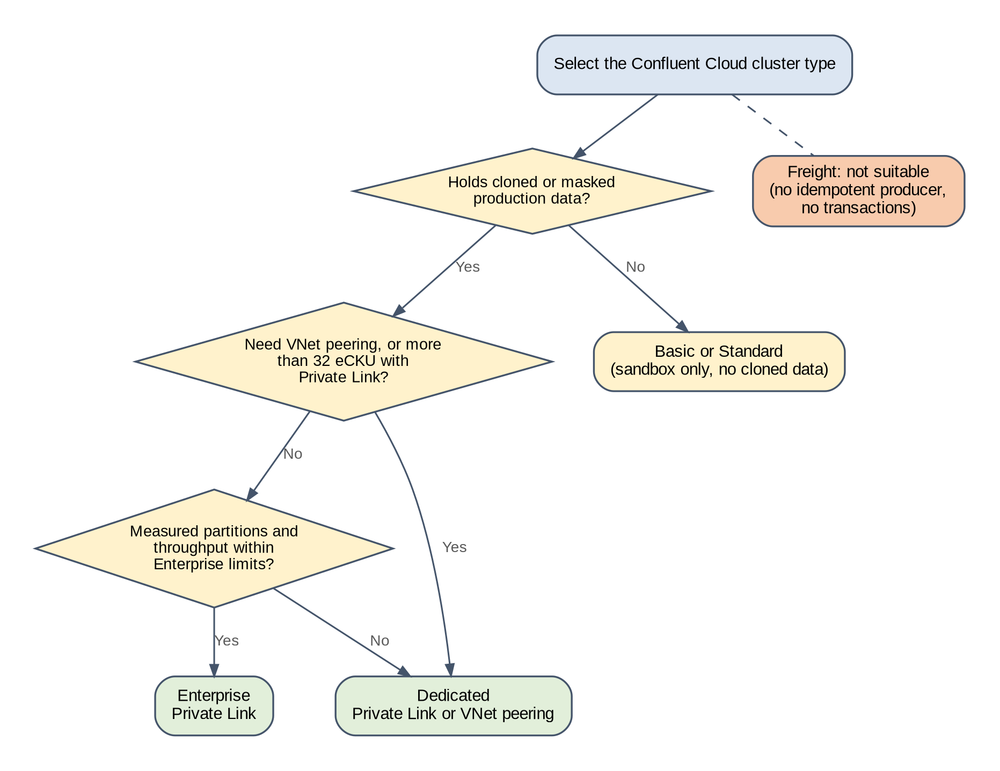 Select the Confluent Cloud cluster type
Holds cloned or masked
production data?
Freight: not suitable
(no idempotent producer,
no transactions)
Yes
No
Need VNet peering, or more
than 32 eCKU with
Private Link?
Basic or Standard
(sandbox only, no cloned data)
No
Measured partitions and
throughput within
Enterprise limits?
Yes
Yes
No
Enterprise
Private Link
Dedicated
Private Link or VNet peering